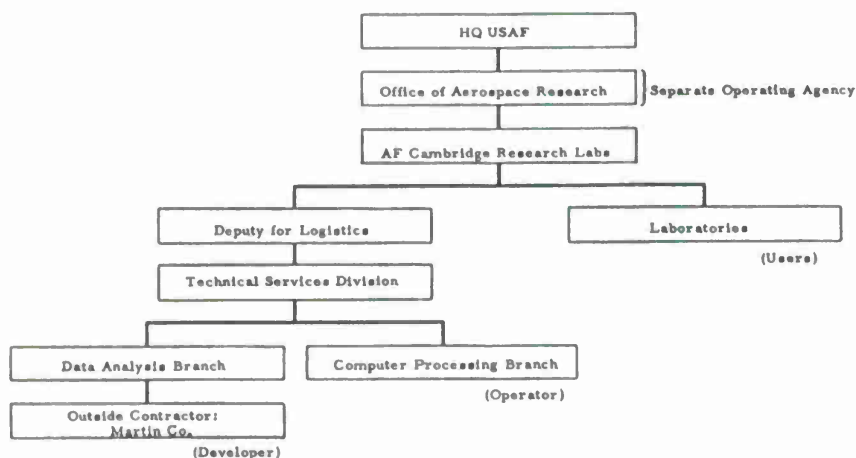 HQ USAF
Office of Aerospace Research
Separate Operating Agency
AF Cambridge Research Labs
Deputy for Logistics
Laboratories
(Users)
Technical Services Division
Data Analysis Branch
Computer Processing Branch
(Operator)
Outside Contractor:
Martin Co.
(Developer)